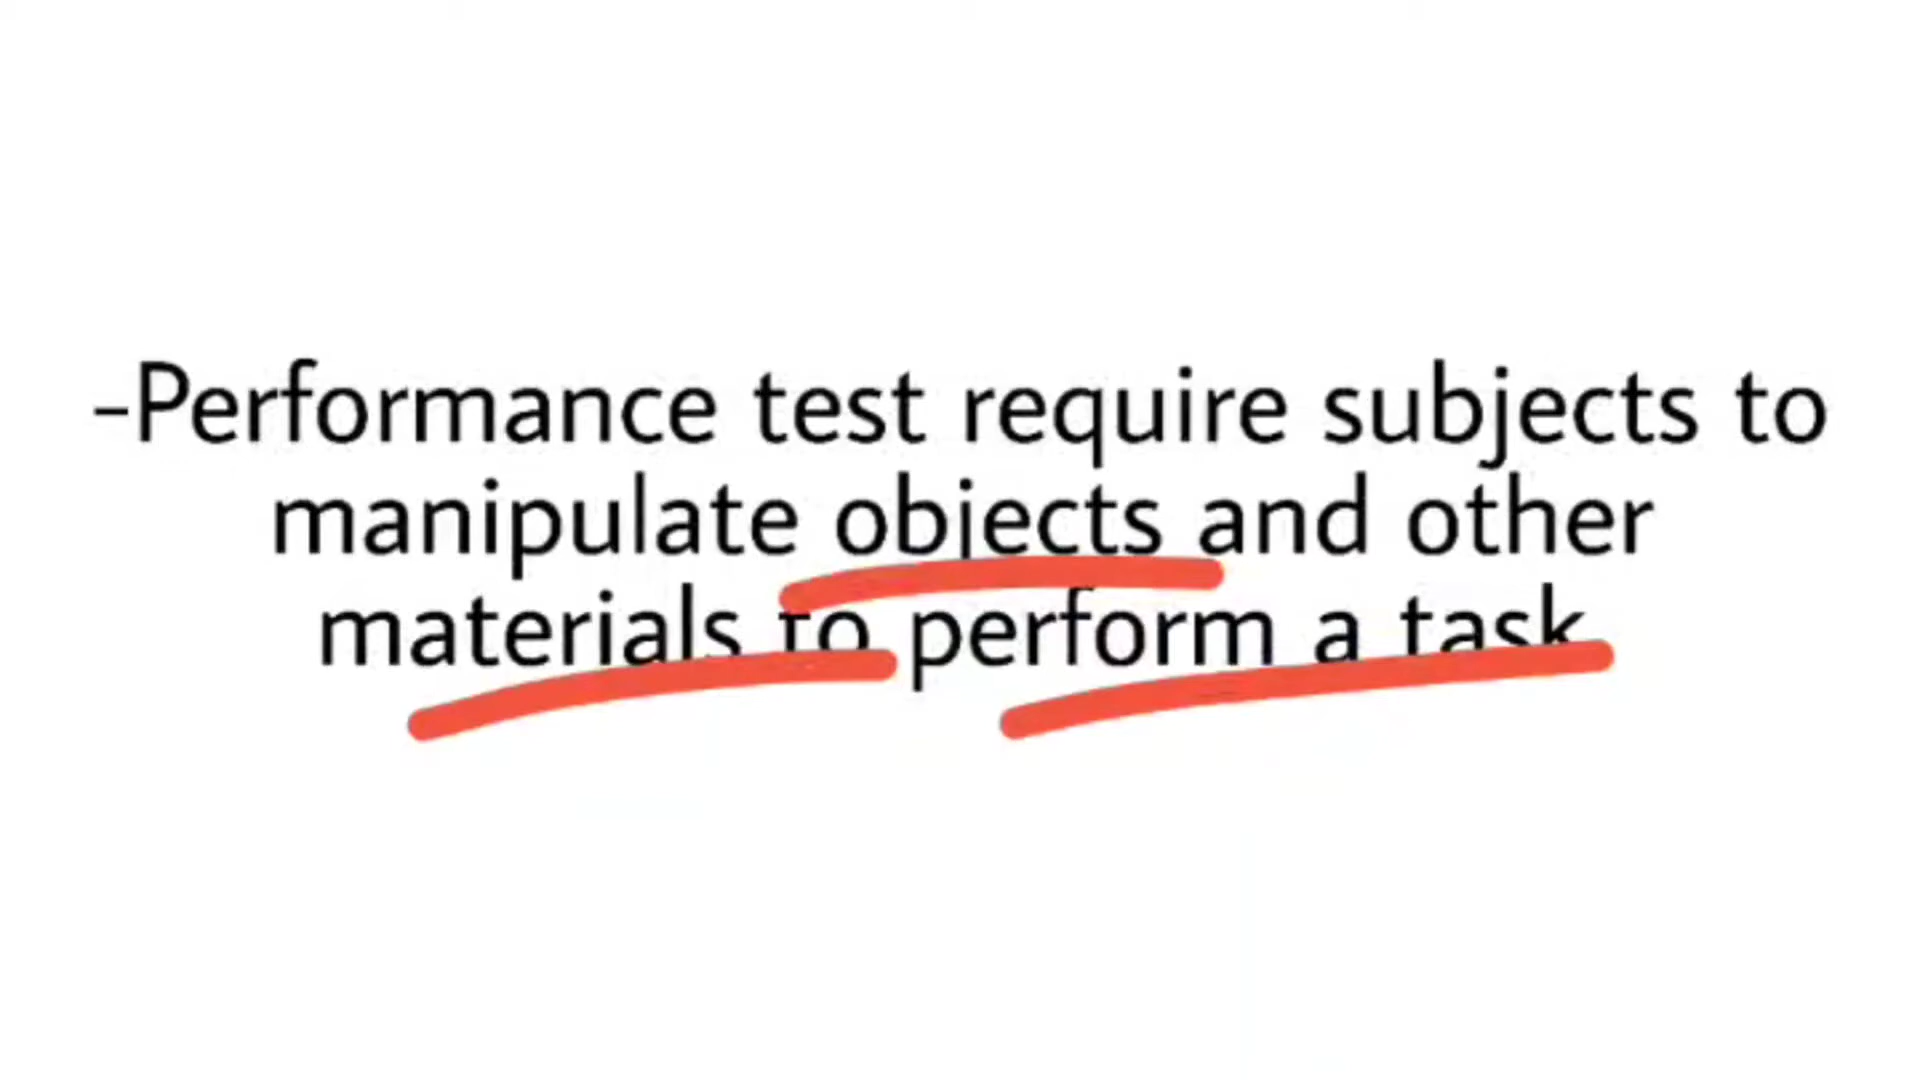 -Performance test require subjects to
manipulate objects and other
materials to perform a task